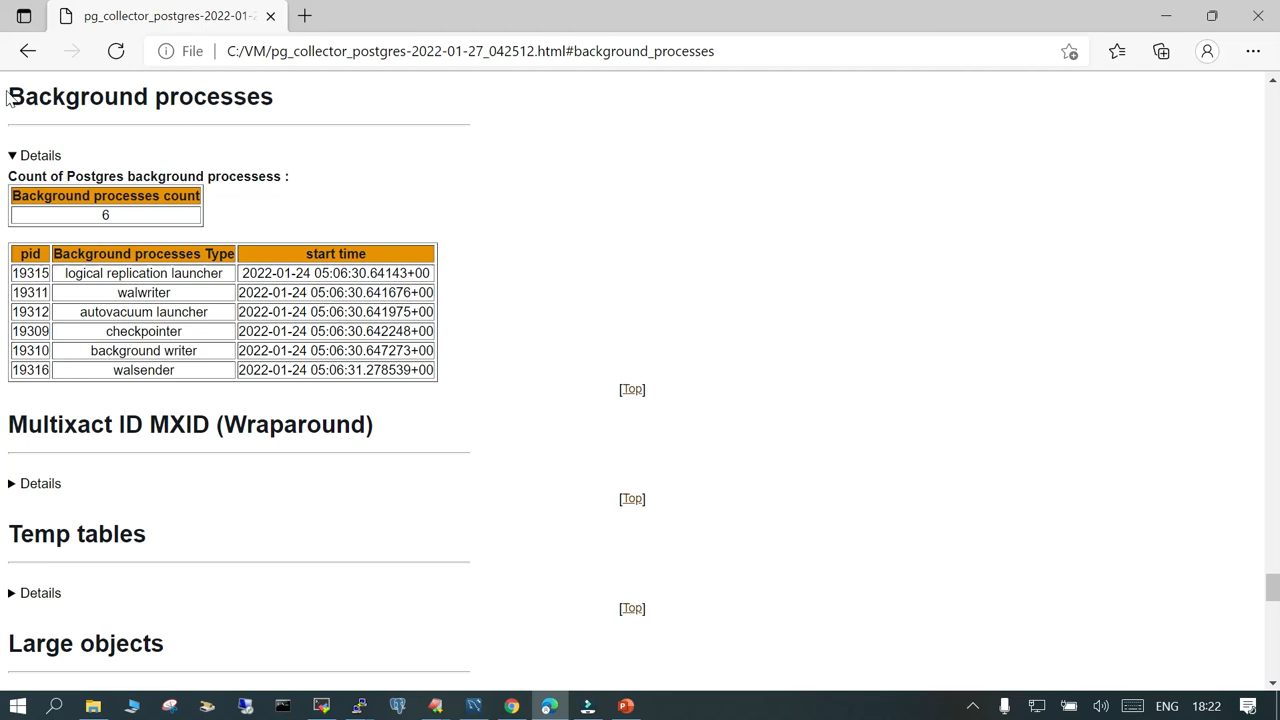 pg_collector_postgres-2022-01-2
File
C:/VM/pg_collector_postgres-2022-01-27_042512.html#background_processes
Background processes
▼ Details
Count of Postgres background processess :
Background processes count
6
pid Background processes Type start time
19315 logical replication launcher 2022-01-24 05:06:30.64143+00
19311 walwriter 2022-01-24 05:06:30.641676+00
19312 autovacuum launcher 2022-01-24 05:06:30.641975+00
19309 checkpointer 2022-01-24 05:06:30.642248+00
19310 background writer 2022-01-24 05:06:30.647273+00
19316 walsender 2022-01-24 05:06:31.278539+00
[Top]
Multixact ID MXID (Wraparound)
▶ Details
[Top]
Temp tables
▶ Details
[Top]
Large objects
ENG 18:22